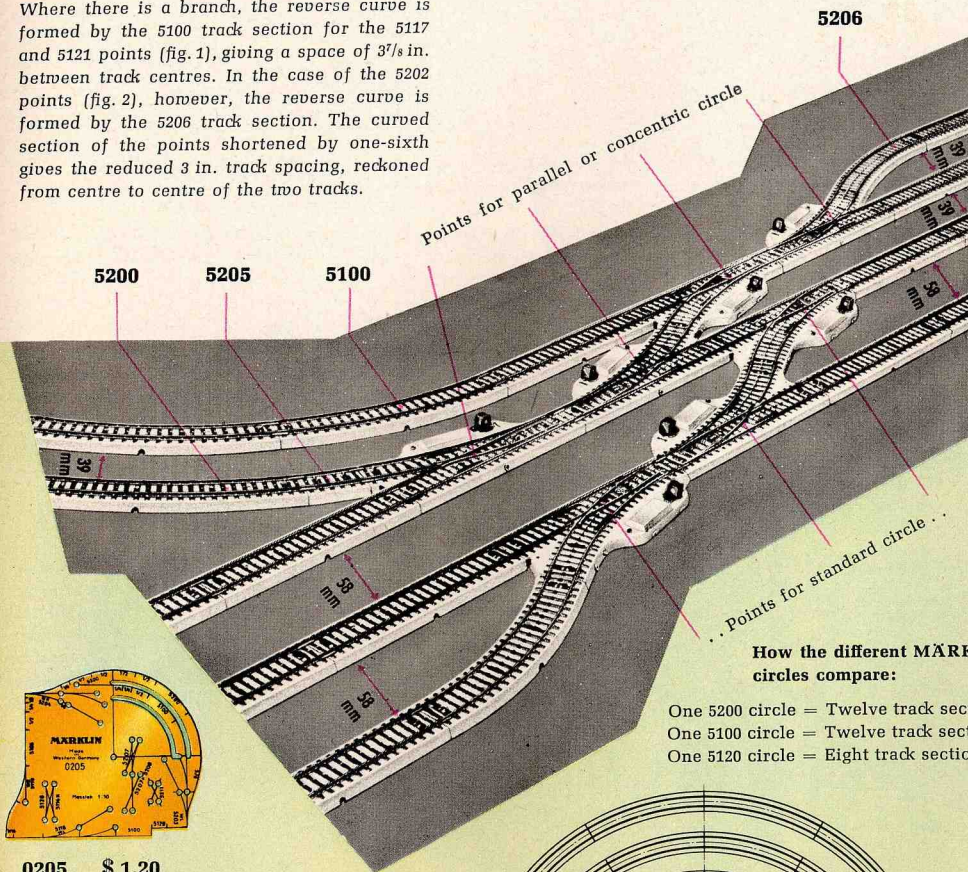 Where there is a branch, the reverse curve is
formed by the 5100 track section for the 5117
and 5121 points (fig. 1), giving a space of 3⁷/₈ in.
between track centres. In the case of the 5202
points (fig. 2), however, the reverse curve is
formed by the 5206 track section. The curved
section of the points shortened by one-sixth
gives the reduced 3 in. track spacing, reckoned
from centre to centre of the two tracks.
5206
Points for parallel or concentric circle
39 mm
39 mm
58 mm
5200 5205 5100
39 mm
58 mm
58 mm
. . Points for standard circle . .
How the different MÄRK
circles compare:
One 5200 circle = Twelve track sec
One 5100 circle = Twelve track sect
One 5120 circle = Eight track sectio
MÄRKLIN
Western Germany
0205
0205 $ 1.20